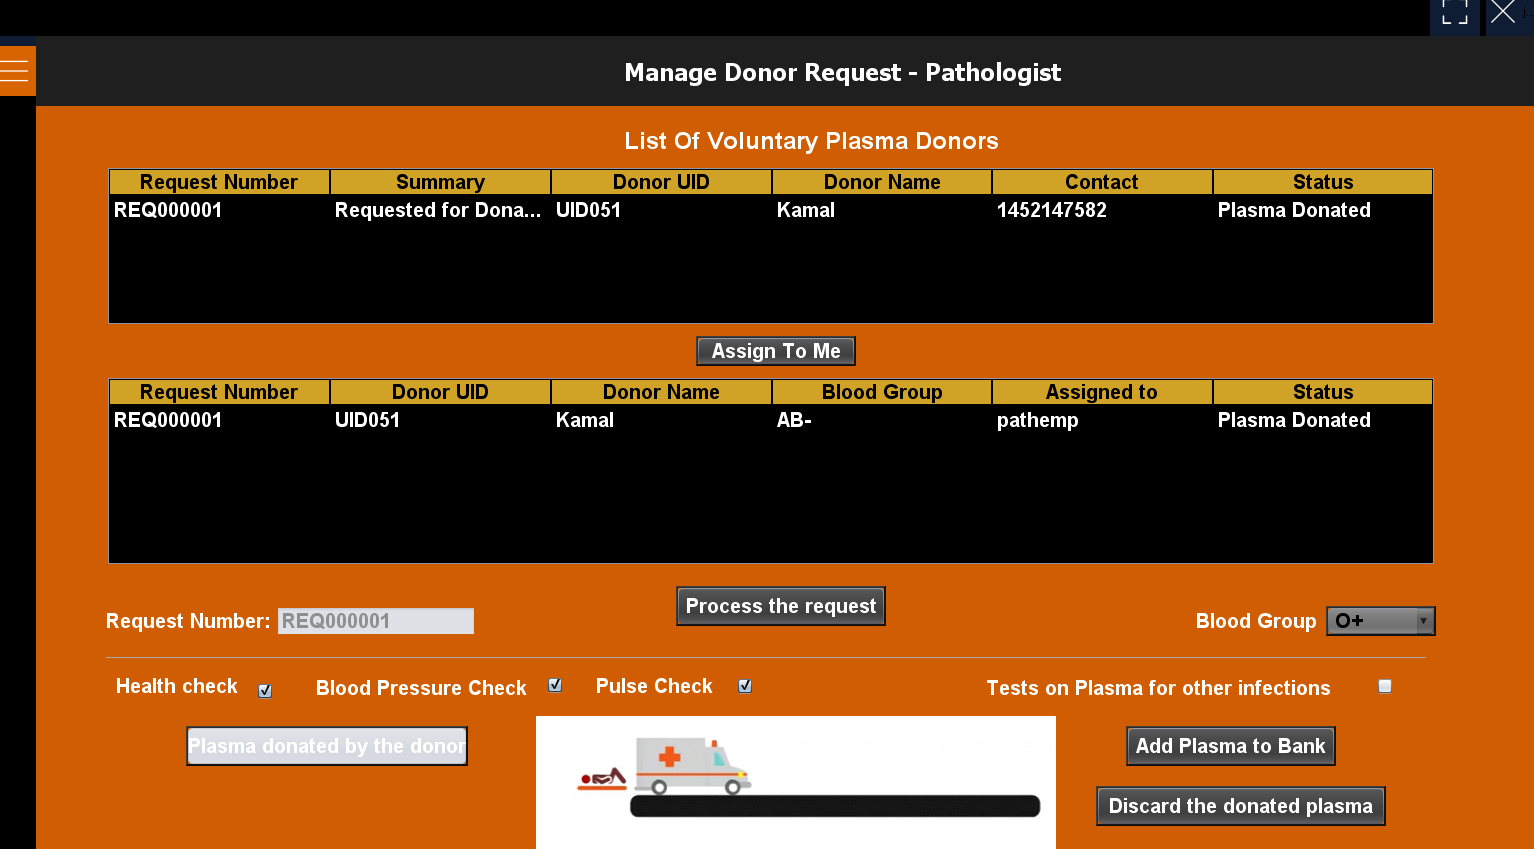 Manage Donor Request - Pathologist
List Of Voluntary Plasma Donors
Request Number Summary Donor UID Donor Name Contact Status
REQ000001 Requested for Dona... UID051 Kamal 1452147582 Plasma Donated
Assign To Me
Request Number Donor UID Donor Name Blood Group Assigned to Status
REQ000001 UID051 Kamal AB- pathemp Plasma Donated
Request Number: REQ000001 Process the request Blood Group O+
Health check Blood Pressure Check Pulse Check Tests on Plasma for other infections
Plasma donated by the donor Add Plasma to Bank
Discard the donated plasma